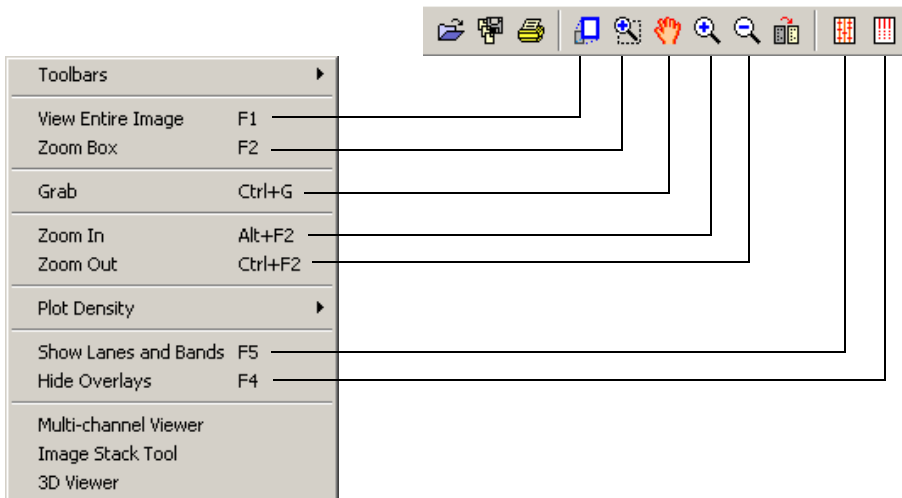 Toolbars
View Entire Image F1
Zoom Box F2
Grab Ctrl+G
Zoom In Alt+F2
Zoom Out Ctrl+F2
Plot Density
Show Lanes and Bands F5
Hide Overlays F4
Multi-channel Viewer
Image Stack Tool
3D Viewer